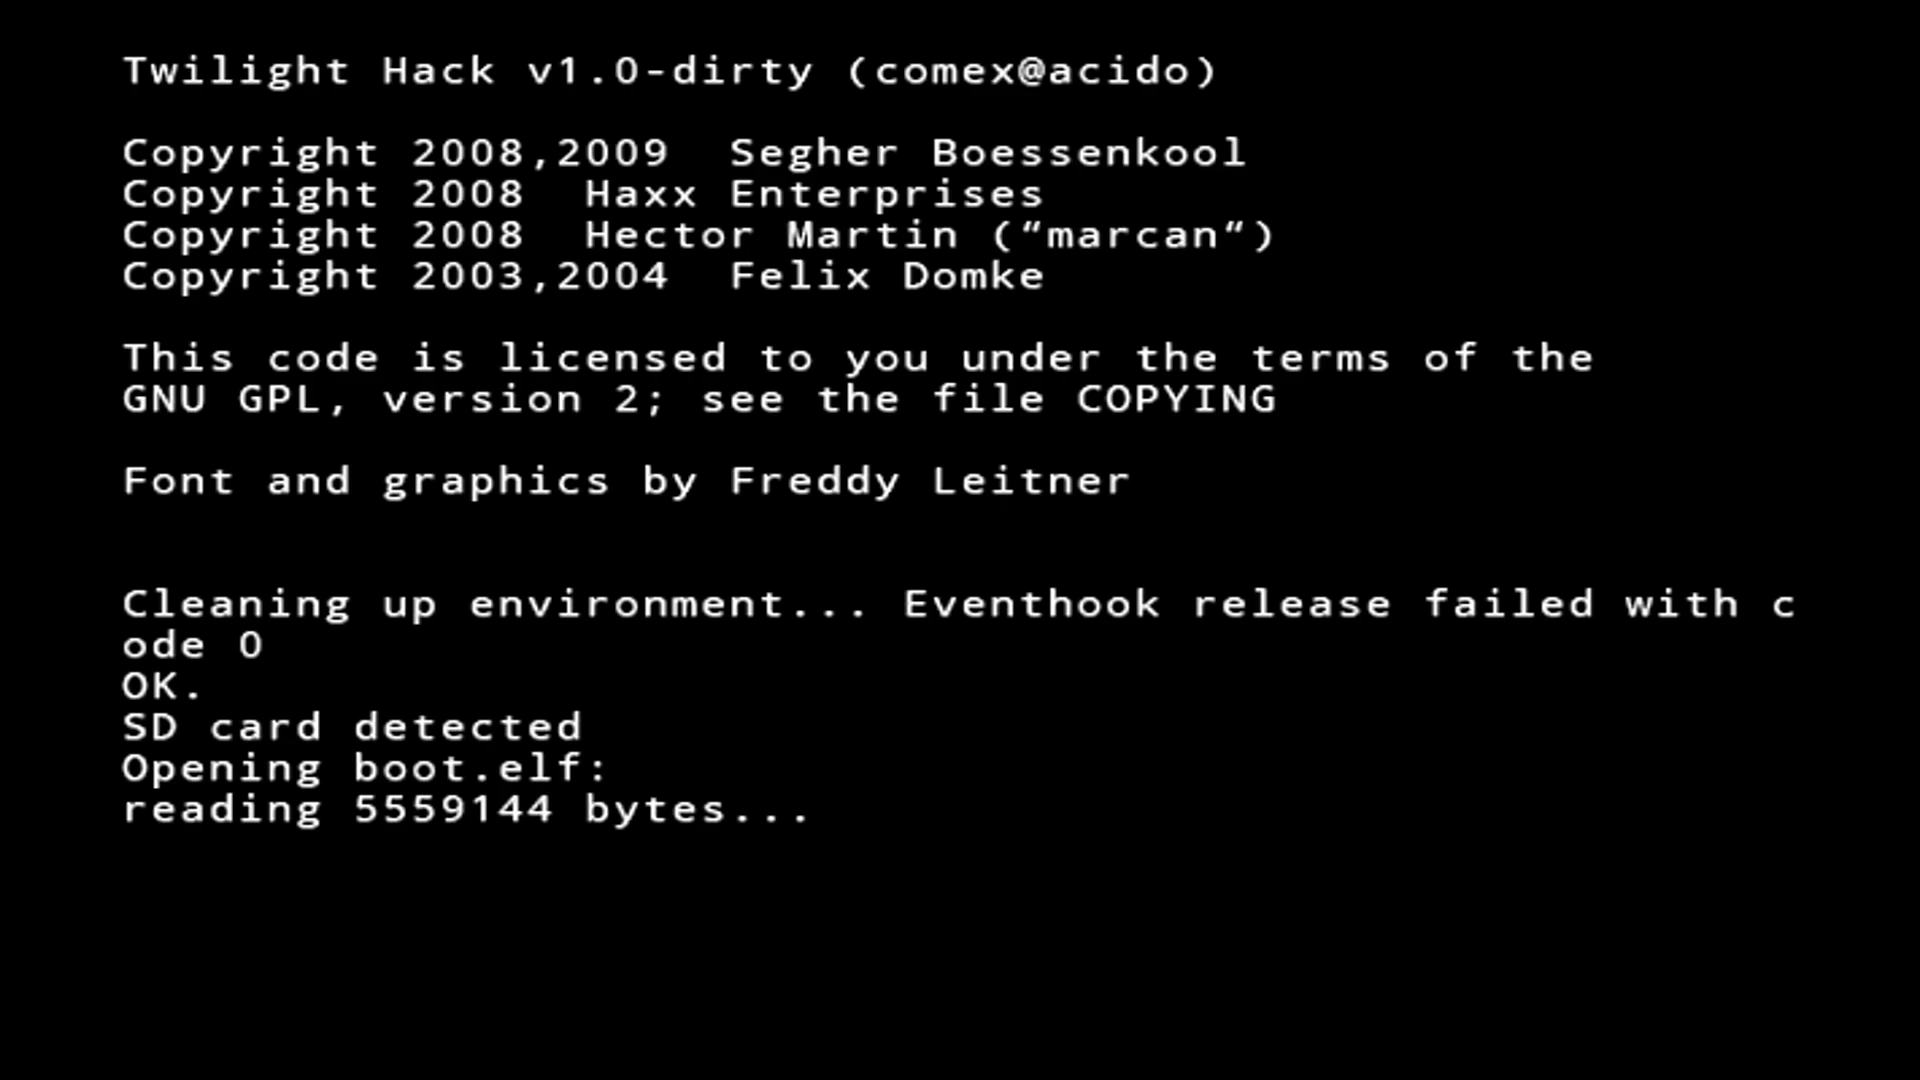 Twilight Hack v1.0-dirty (comex@acido)
Copyright 2008,2009  Segher Boessenkool
Copyright 2008  Haxx Enterprises
Copyright 2008  Hector Martin ("marcan")
Copyright 2003,2004  Felix Domke
This code is licensed to you under the terms of the
GNU GPL, version 2; see the file COPYING
Font and graphics by Freddy Leitner
Cleaning up environment... Eventhook release failed with c
ode 0
OK.
SD card detected
Opening boot.elf:
reading 5559144 bytes...